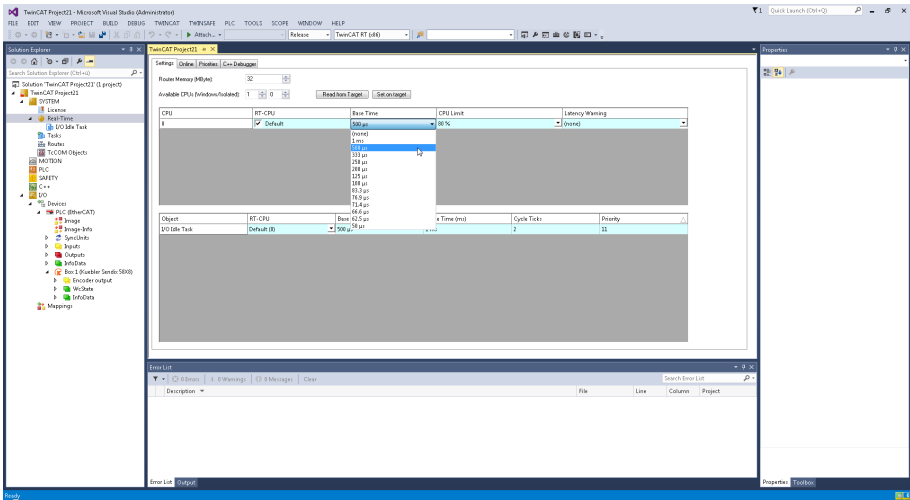 TwinCAT Project21 - Microsoft Visual Studio (Administrator)
1 Quick Launch (Ctrl+Q)
FILE EDIT VIEW PROJECT BUILD DEBUG TWINCAT TWINSAFE PLC TOOLS SCOPE WINDOW HELP
Attach... Release TwinCAT RT (x86)
Solution Explorer
Search Solution Explorer (Ctrl+ü)
Solution 'TwinCAT Project21' (1 project)
TwinCAT Project21
SYSTEM
License
Real-Time
I/O Idle Task
Tasks
Routes
TcCOM Objects
MOTION
PLC
SAFETY
C++
I/O
Devices
PLC (EtherCAT)
Image
Image-Info
SyncUnits
Inputs
Outputs
InfoData
Box 1 (Kuebler Sendix 58X8)
Encoder output
WcState
InfoData
Mappings
TwinCAT Project21
Settings Online Priorities C++ Debugger
Router Memory (MByte): 32
Available CPUs (Windows/Isolated): 1 0 Read from Target Set on target
CPU RT-CPU Base Time CPU Limit Latency Warning
0 Default 500 µs 80 % (none)
(none)
1 ms
500 µs
333 µs
250 µs
200 µs
125 µs
100 µs
83.3 µs
76.9 µs
71.4 µs
66.6 µs
62.5 µs
50 µs
Object RT-CPU Base e Time (ms) Cycle Ticks Priority
I/O Idle Task Default (0) 500 µs 2 11
Error List
0 Errors 0 Warnings 0 Messages Clear
Search Error List
Description File Line Column Project
Error List Output
Properties
Properties Toolbox
Ready